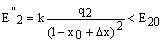 E"₂ = k q₂ / (1 − x₀ + Δx)² < E₂₀